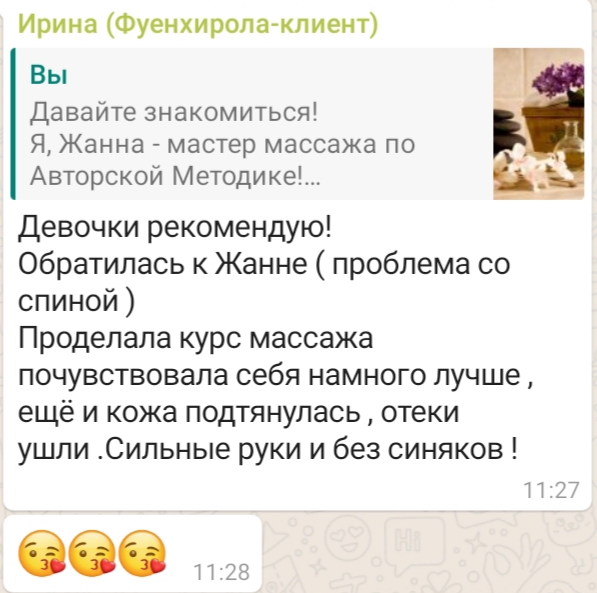 Ирина (Фуенхирола-клиент)
Вы
Давайте знакомиться!
Я, Жанна - мастер массажа по
Авторской Методике!...
Девочки рекомендую!
Обратилась к Жанне ( проблема со
спиной )
Проделала курс массажа
почувствовала себя намного лучше ,
ещё и кожа подтянулась , отеки
ушли .Сильные руки и без синяков !
11:27
😘😘😘
11:28